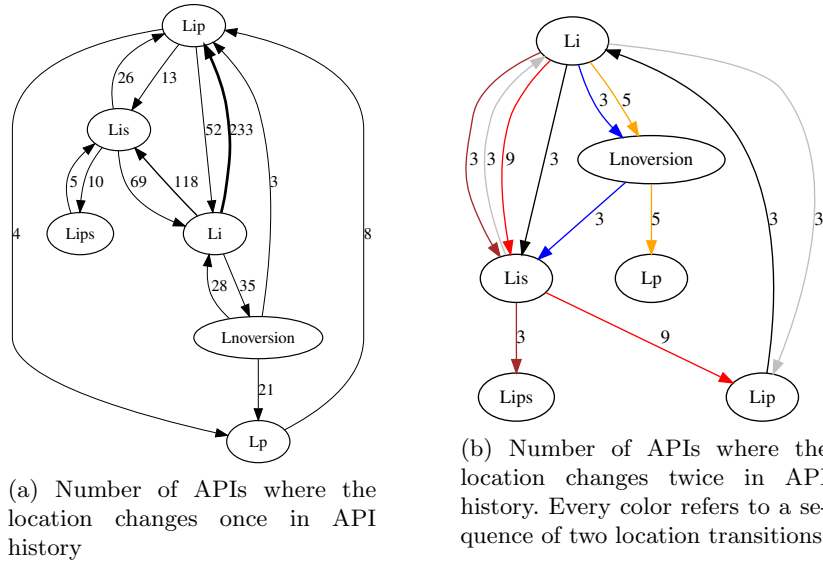 Lip
26
13
Lis
52
233
5
10
69
118
3
Lips
Li
4
8
28
35
Lnoversion
21
Lp
(a) Number of APIs where the
location changes once in API
history
Li
3
5
3
3
9
3
Lnoversion
3
5
3
3
Lis
Lp
3
9
Lips
Lip
(b) Number of APIs where the
location changes twice in API
history. Every color refers to a se-
quence of two location transitions